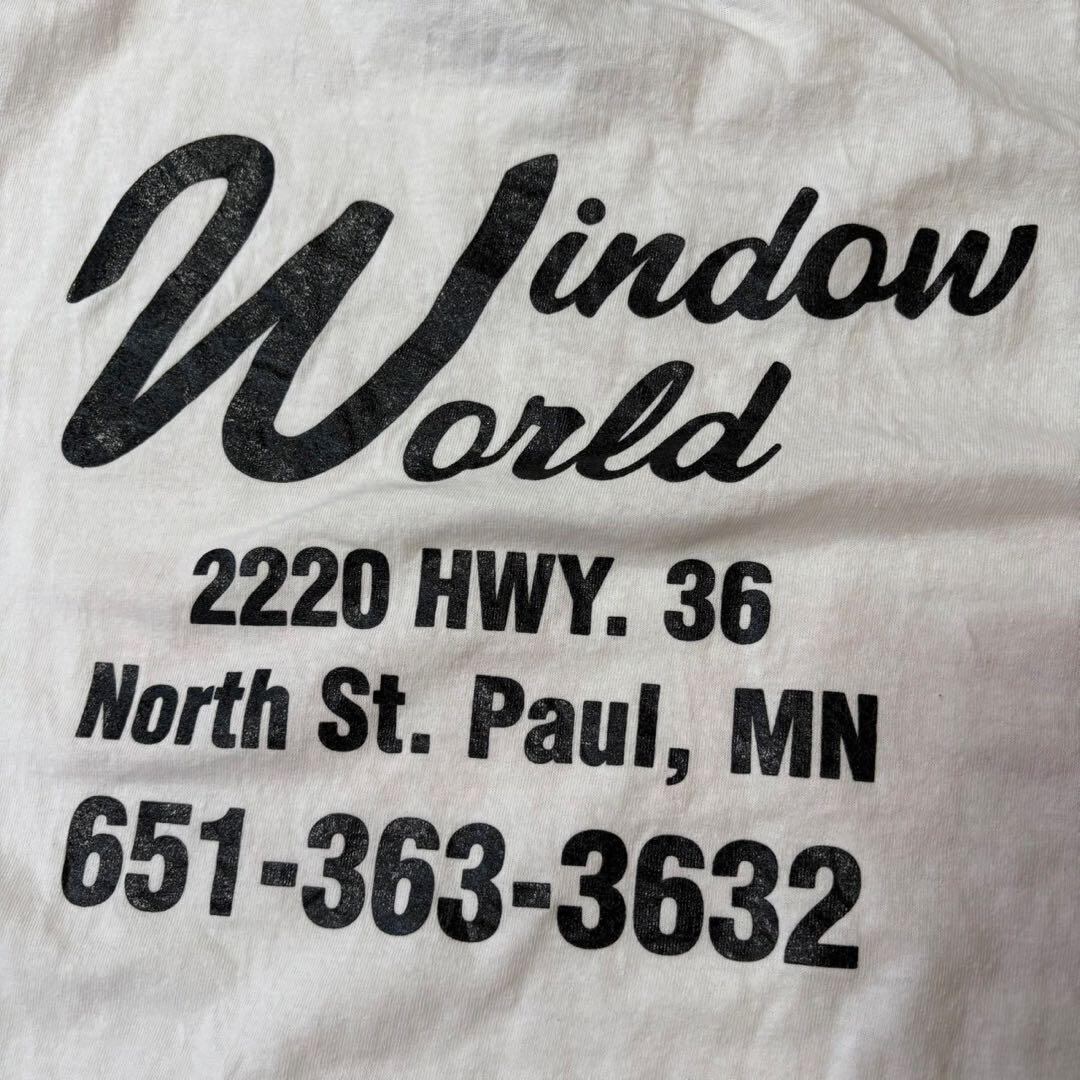 Window
World
2220 HWY. 36
North St. Paul, MN
651-363-3632